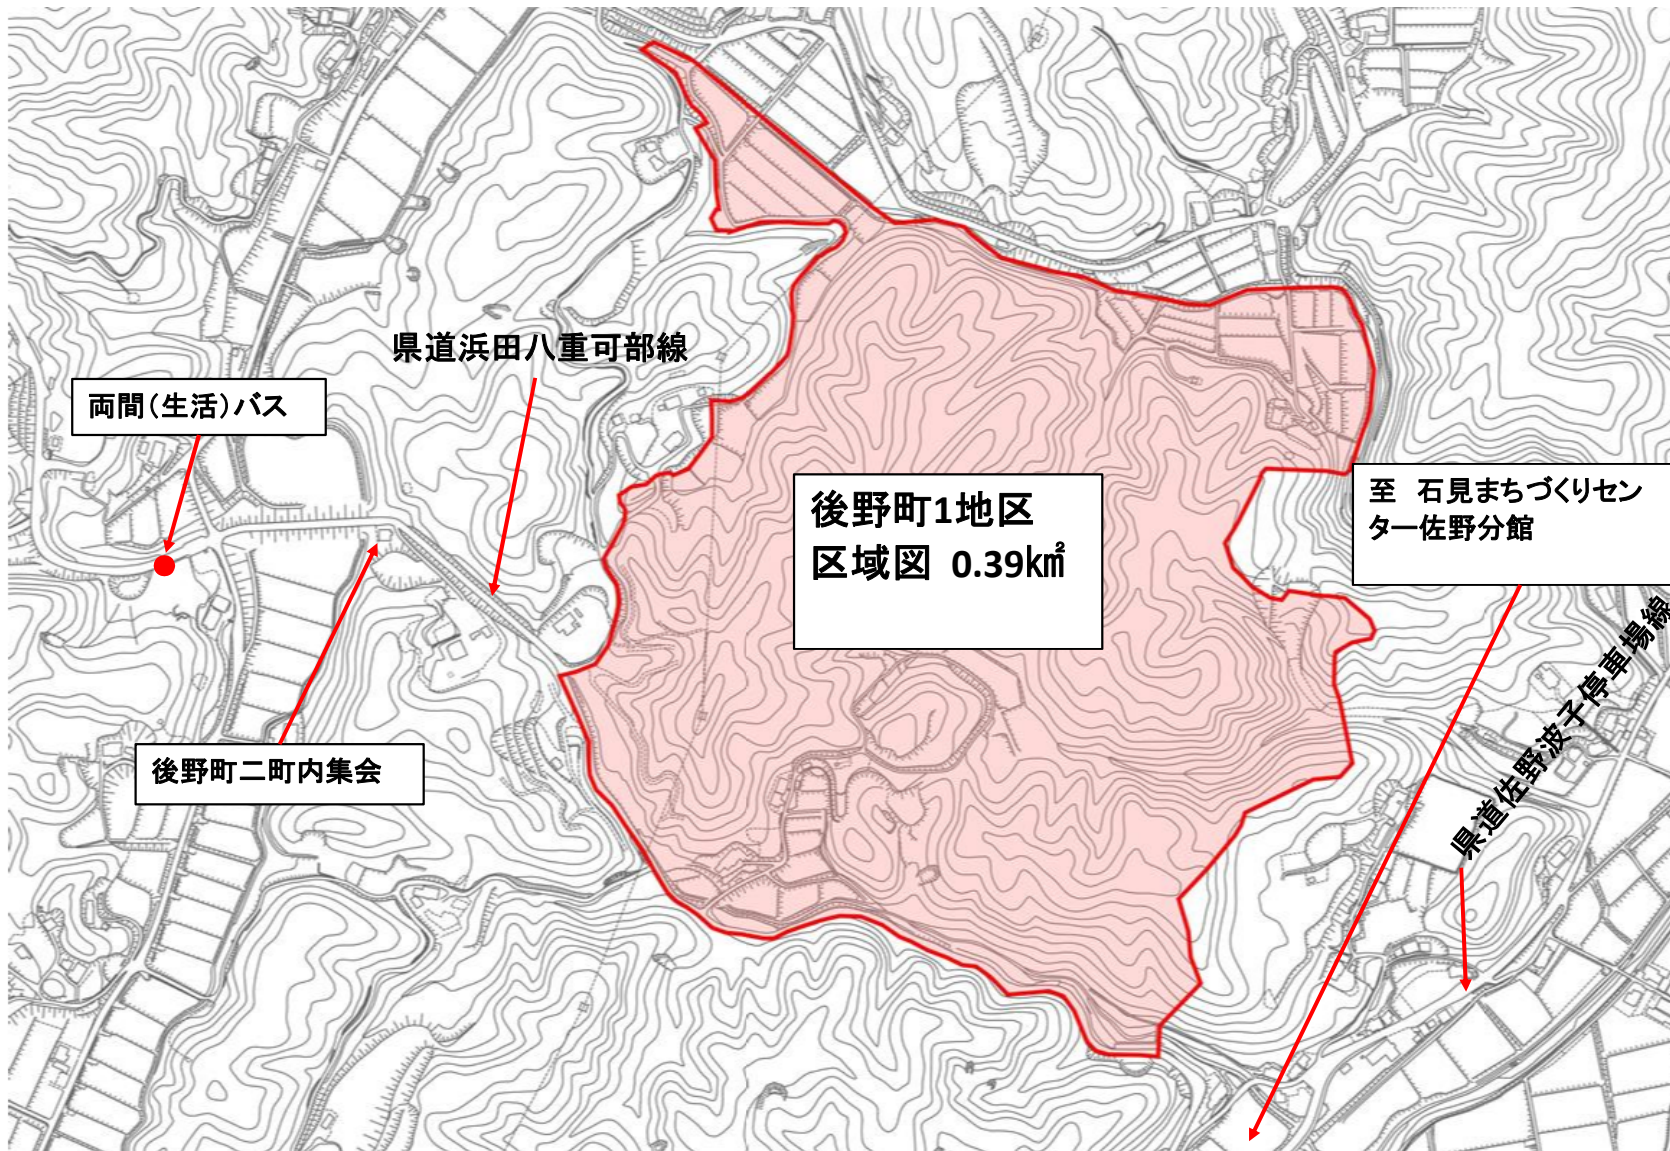 県道浜田八重可部線
両間(生活)バス
後野町1地区
区域図 0.39k㎡
至 石見まちづくりセン
ター佐野分館
県道佐野波子停車場線
後野町二町内集会